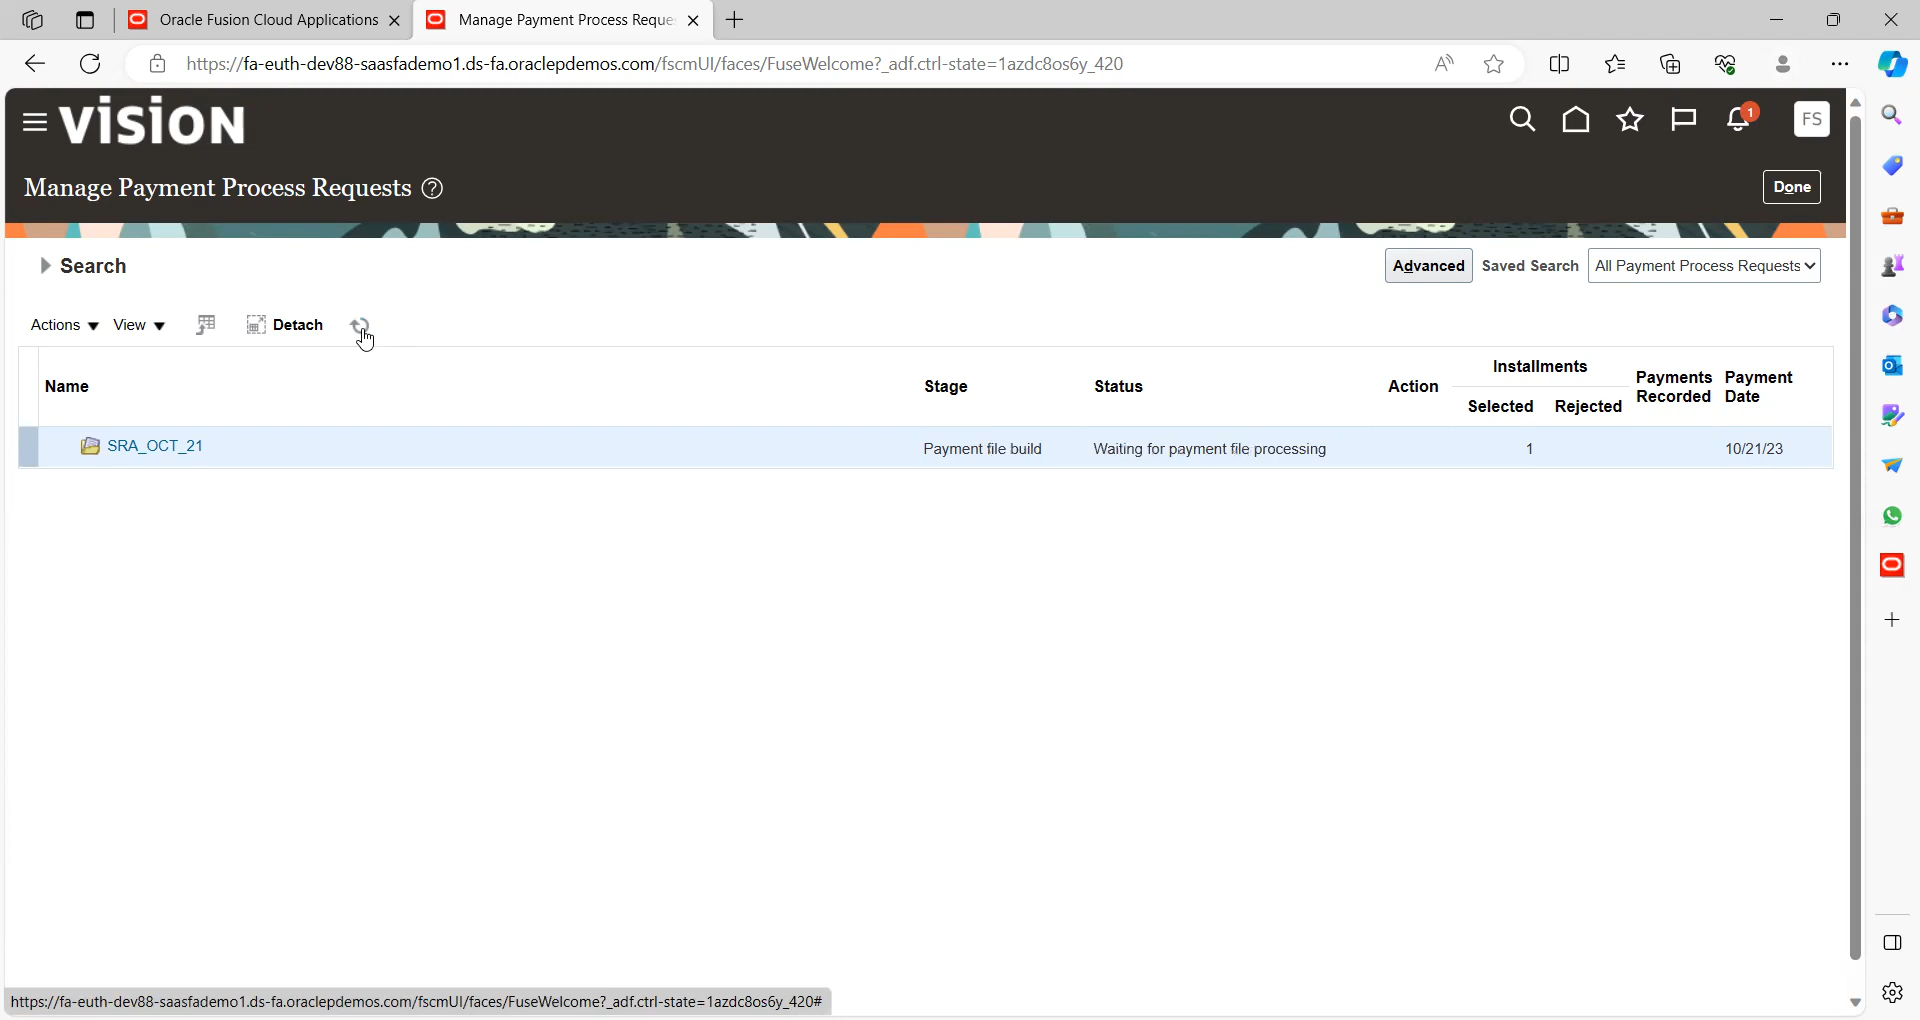 Oracle Fusion Cloud Applications
Manage Payment Process Reque
https://fa-euth-dev88-saasfademo1.ds-fa.oraclepdemos.com/fscmUI/faces/FuseWelcome?_adf.ctrl-state=1azdc8os6y_420
VISION
1
FS
Manage Payment Process Requests ?
Done
Search
Advanced Saved Search All Payment Process Requests
Actions View Detach
Name Stage Status Action Installments Selected Rejected Payments Recorded Payment Date
SRA_OCT_21 Payment file build Waiting for payment file processing 1 10/21/23
https://fa-euth-dev88-saasfademo1.ds-fa.oraclepdemos.com/fscmUI/faces/FuseWelcome?_adf.ctrl-state=1azdc8os6y_420#